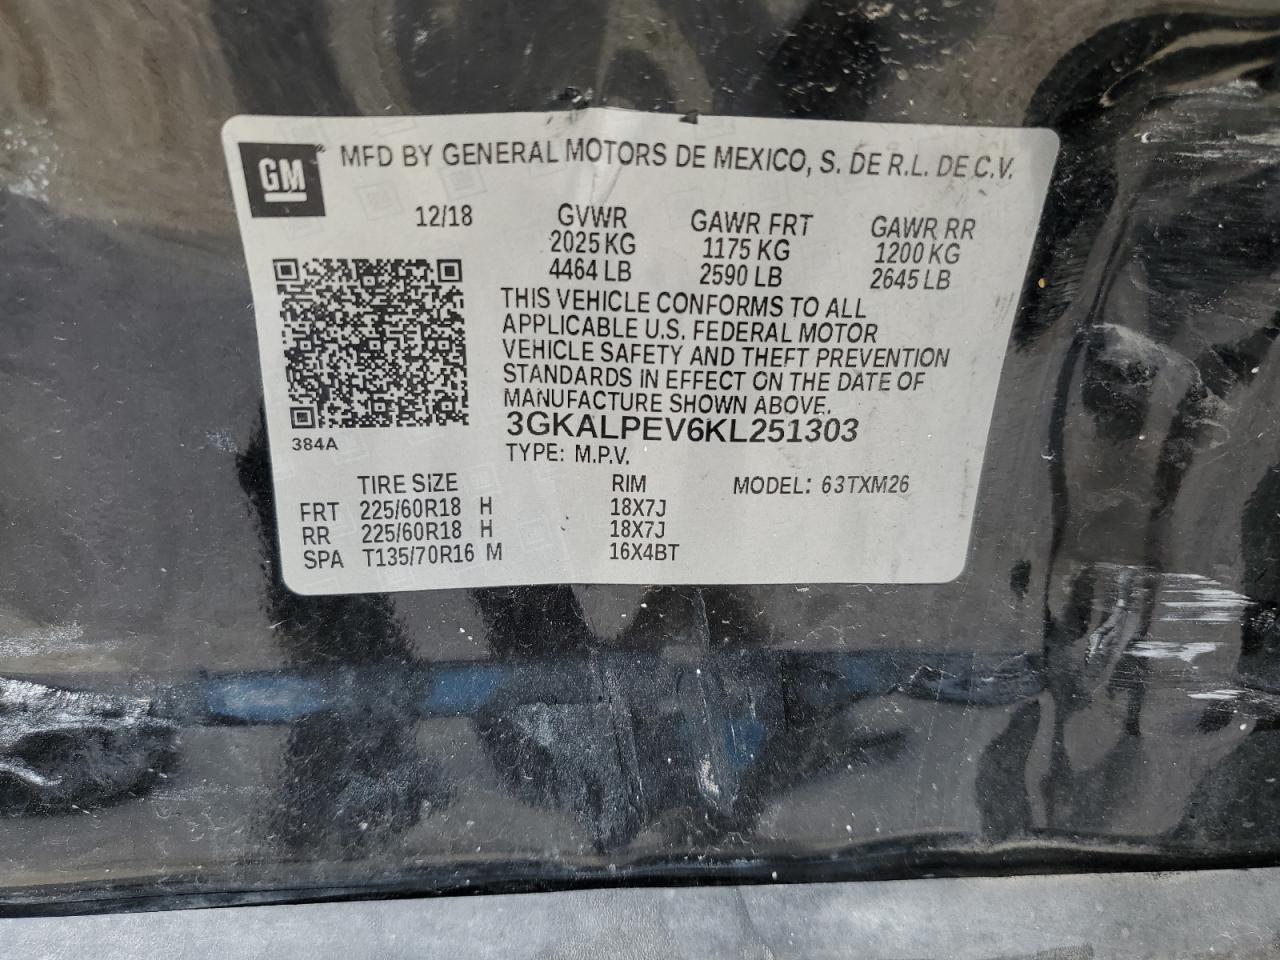 GM
MFD BY GENERAL MOTORS DE MEXICO, S. DE R.L. DE C.V.
12/18 GVWR GAWR FRT GAWR RR
2025 KG 1175 KG 1200 KG
4464 LB 2590 LB 2645 LB
THIS VEHICLE CONFORMS TO ALL
APPLICABLE U.S. FEDERAL MOTOR
VEHICLE SAFETY AND THEFT PREVENTION
STANDARDS IN EFFECT ON THE DATE OF
MANUFACTURE SHOWN ABOVE.
3GKALPEV6KL251303
384A
TYPE: M.P.V.
TIRE SIZE RIM MODEL: 63TXM26
FRT 225/60R18 H 18X7J
RR 225/60R18 H 18X7J
SPA T135/70R16 M 16X4BT